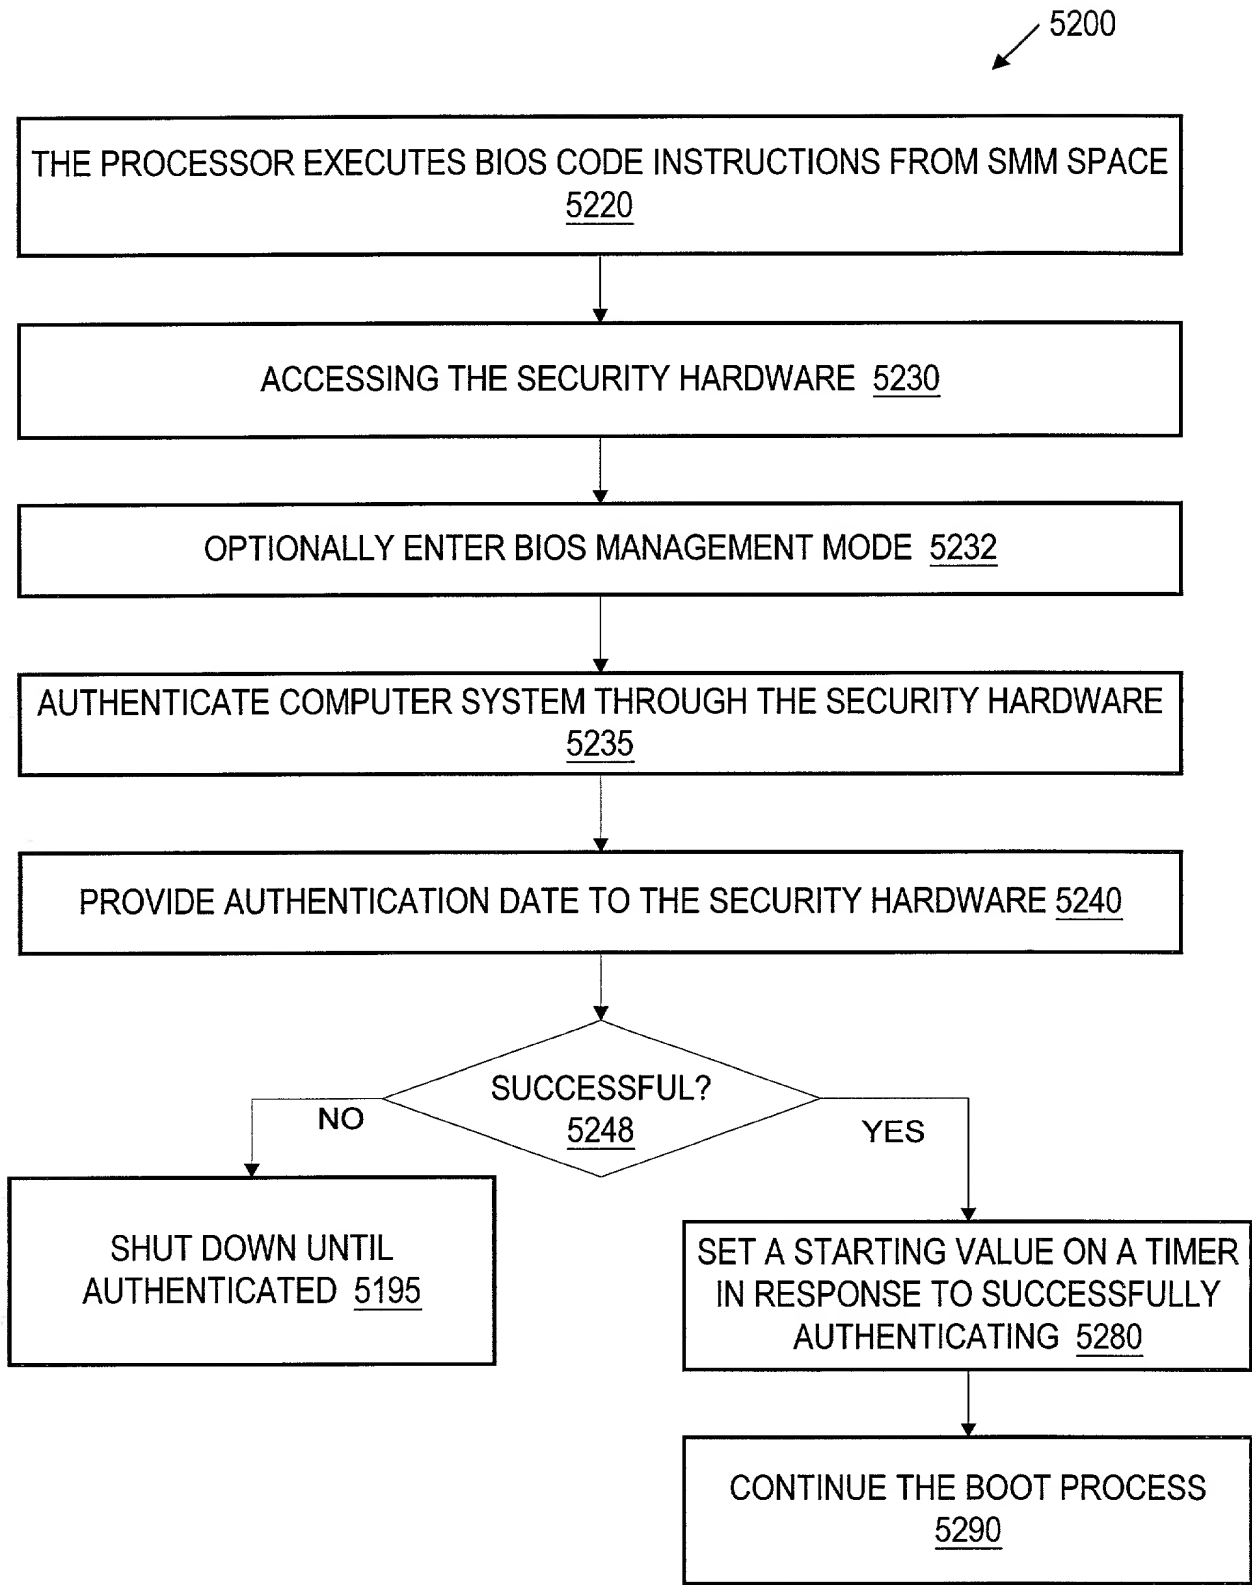 5200
THE PROCESSOR EXECUTES BIOS CODE INSTRUCTIONS FROM SMM SPACE
5220
ACCESSING THE SECURITY HARDWARE 5230
OPTIONALLY ENTER BIOS MANAGEMENT MODE 5232
AUTHENTICATE COMPUTER SYSTEM THROUGH THE SECURITY HARDWARE
5235
PROVIDE AUTHENTICATION DATE TO THE SECURITY HARDWARE 5240
SUCCESSFUL?
5248
NO
YES
SHUT DOWN UNTIL
AUTHENTICATED 5195
SET A STARTING VALUE ON A TIMER
IN RESPONSE TO SUCCESSFULLY
AUTHENTICATING 5280
CONTINUE THE BOOT PROCESS
5290